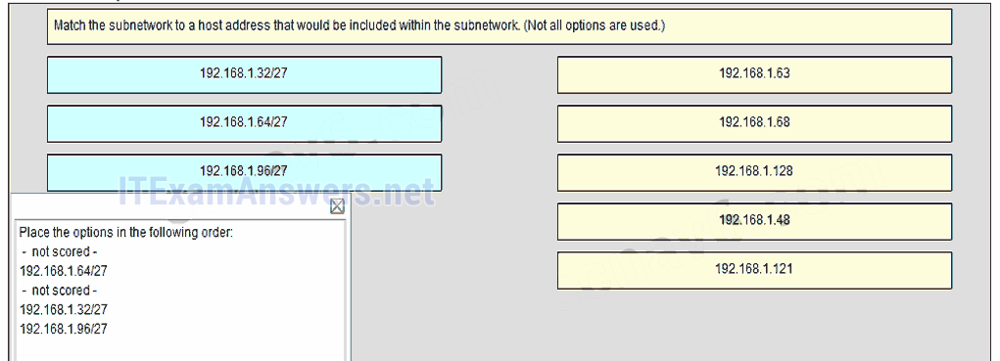 Match the subnetwork to a host address that would be included within the subnetwork. (Not all options are used.)
192.168.1.32/27
192.168.1.63
192.168.1.64/27
192.168.1.68
192.168.1.96/27
192.168.1.128
ITExamAnswers.net
192.168.1.48
192.168.1.121
Place the options in the following order:
- not scored -
192.168.1.64/27
- not scored -
192.168.1.32/27
192.168.1.96/27